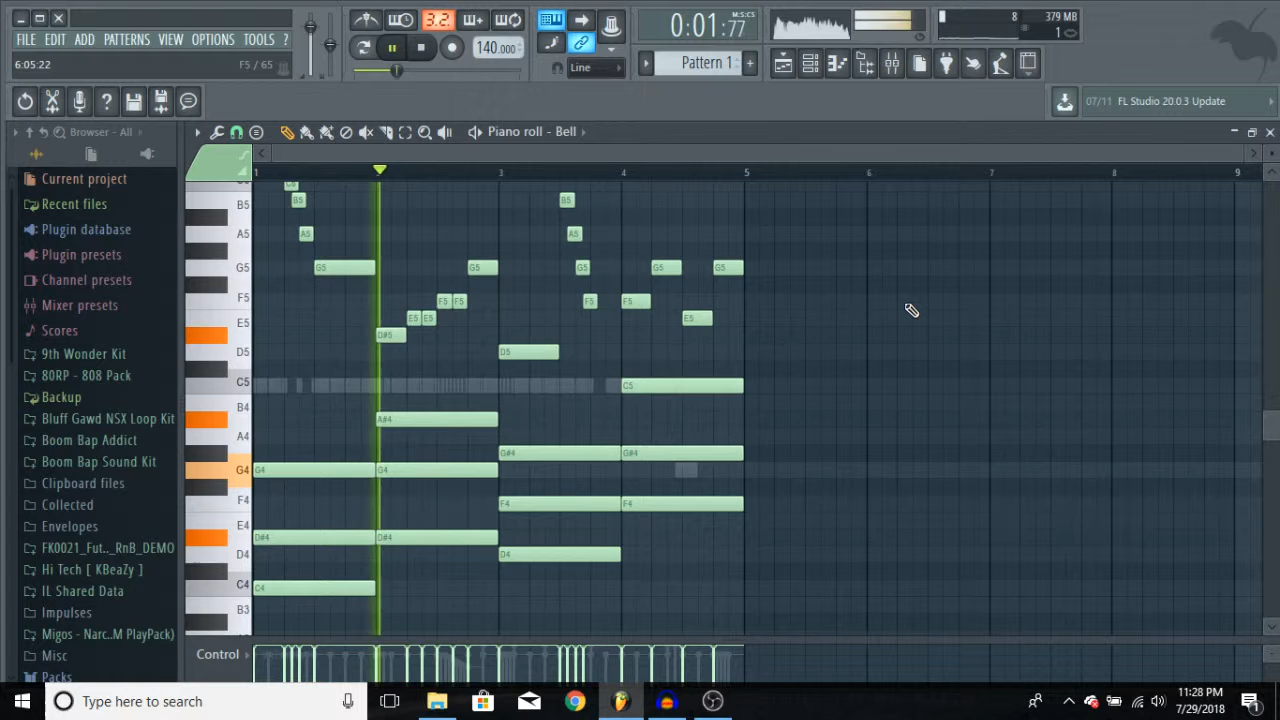 FILE EDIT ADD PATTERNS VIEW OPTIONS TOOLS ?
6:05:22 F5 / 65
3.2.
140.000
0:01:77 M:S:CS
Line
Pattern 1
8 379 MB
1
07/11 FL Studio 20.0.3 Update
Browser - All
Current project
Recent files
Plugin database
Plugin presets
Channel presets
Mixer presets
Scores
9th Wonder Kit
80RP - 808 Pack
Backup
Bluff Gawd NSX Loop Kit
Boom Bap Addict
Boom Bap Sound Kit
Clipboard files
Collected
Envelopes
FK0021_Fut.._RnB_DEMO
Hi Tech [ KBeaZy ]
IL Shared Data
Impulses
Migos - Narc..M PlayPack)
Misc
Packs
Piano roll - Bell
1 3 4 5 6 7 8 9
B5 B5 B5
A5 A5 A5
G5 G5 G5 G5 G5 G5
F5 F5 F5 F5 F5
E5 E5 E5 E5
D#5
D5 D5
C5 C5
B4
A#4
A4
G#4 G#4
G4 G4 G4
F4 F4 F4
E4
D#4 D#4
D4 D4
C4 C4
B3
Control
Type here to search
11:28 PM
7/29/2018
1